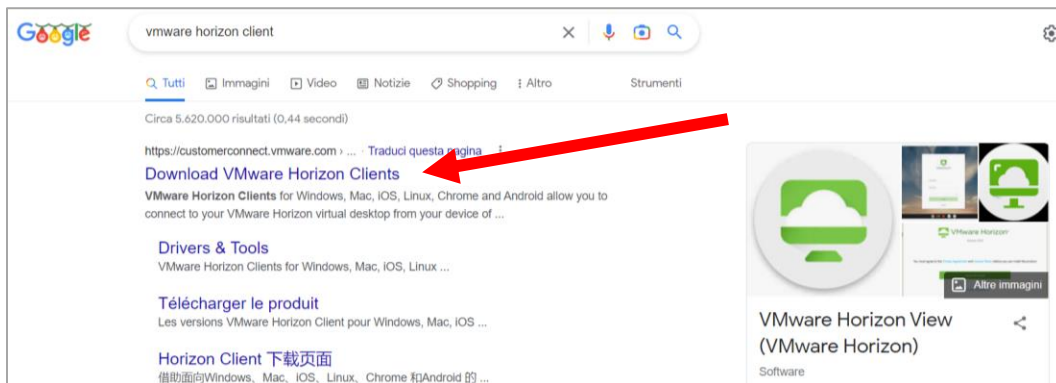 Google
vmware horizon client
Tutti Immagini Video Notizie Shopping Altro Strumenti
Circa 5.620.000 risultati (0,44 secondi)
https://customerconnect.vmware.com › ... · Traduci questa pagina
Download VMware Horizon Clients
VMware Horizon Clients for Windows, Mac, iOS, Linux, Chrome and Android allow you to
connect to your VMware Horizon virtual desktop from your device of ...
Drivers & Tools
VMware Horizon Clients for Windows, Mac, iOS, Linux ...
Télécharger le produit
Les versions VMware Horizon Client pour Windows, Mac, iOS ...
Horizon Client 下载页面
借助面向Windows、Mac、iOS、Linux、Chrome 和Android 的 ...
VMware Horizon
Altre immagini
VMware Horizon View
(VMware Horizon)
Software